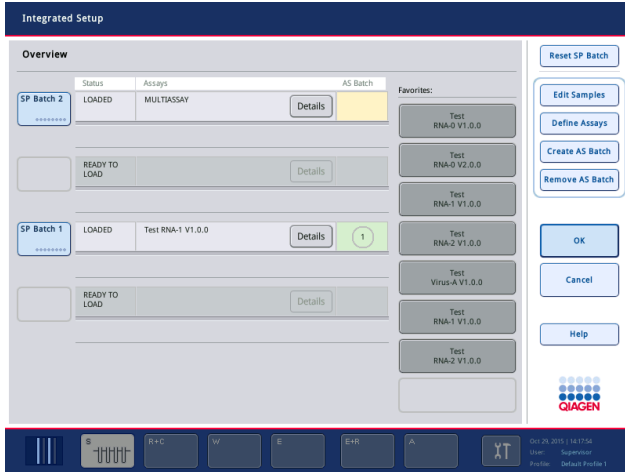 Integrated Setup
Overview
Reset SP Batch
Status Assays AS Batch
Favorites:
SP Batch 2
LOADED MULTIASSAY Details
Edit Samples
Test
RNA-0 V1.0.0
Define Assays
Create AS Batch
READY TO
LOAD
Details
Test
RNA-0 V2.0.0
Remove AS Batch
Test
RNA-1 V1.0.0
SP Batch 1
LOADED Test RNA-1 V1.0.0 Details 1
Test
RNA-2 V1.0.0
OK
Test
Virus-A V1.0.0
Cancel
READY TO
LOAD
Details
Test
RNA-1 V1.0.0
Help
Test
RNA-2 V1.0.0
QIAGEN
S R+C W E E+R A
Oct 29, 2015 | 14:17:54
User: Supervisor
Profile: Default Profile 1